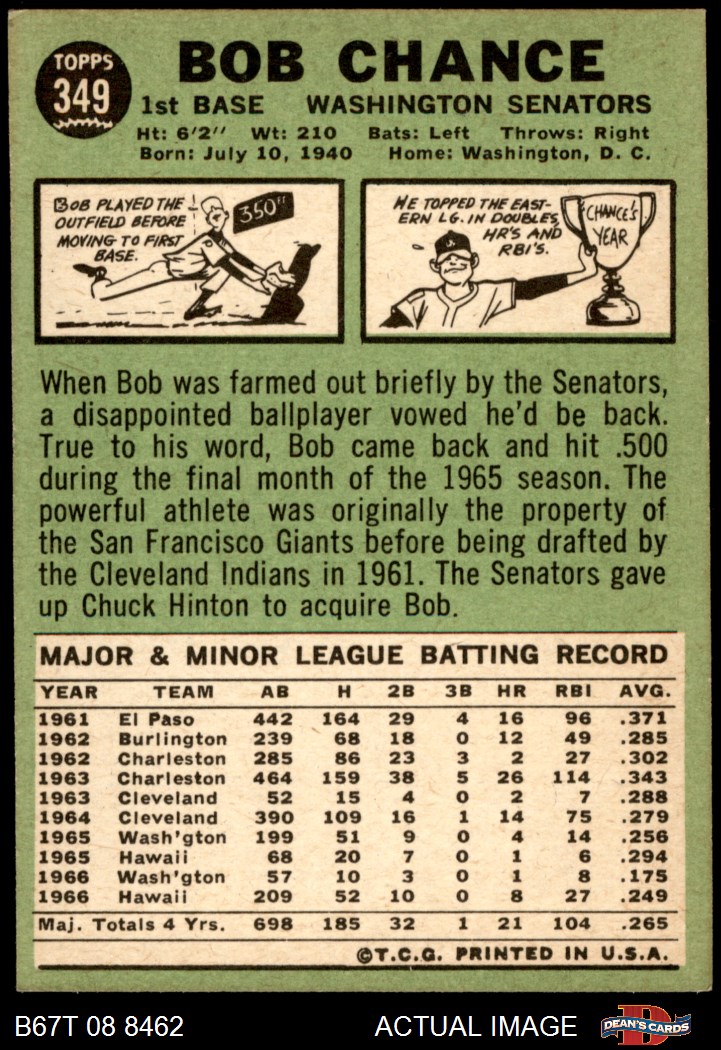 TOPPS
349
BOB CHANCE
1st BASE WASHINGTON SENATORS
Ht: 6'2" Wt: 210 Bats: Left Throws: Right
Born: July 10, 1940 Home: Washington, D. C.
BOB PLAYED THE
OUTFIELD BEFORE
MOVING TO FIRST
BASE.
350"
HE TOPPED THE EAST-
ERN LG. IN DOUBLES,
HR'S AND
RBI'S.
CHANCE'S
YEAR
When Bob was farmed out briefly by the Senators,
a disappointed ballplayer vowed he'd be back.
True to his word, Bob came back and hit .500
during the final month of the 1965 season. The
powerful athlete was originally the property of
the San Francisco Giants before being drafted by
the Cleveland Indians in 1961. The Senators gave
up Chuck Hinton to acquire Bob.
MAJOR & MINOR LEAGUE BATTING RECORD
YEAR TEAM AB H 2B 3B HR RBI AVG.
1961 El Paso 442 164 29 4 16 96 .371
1962 Burlington 239 68 18 0 12 49 .285
1962 Charleston 285 86 23 3 2 27 .302
1963 Charleston 464 159 38 5 26 114 .343
1963 Cleveland 52 15 4 0 2 7 .288
1964 Cleveland 390 109 16 1 14 75 .279
1965 Wash'gton 199 51 9 0 4 14 .256
1965 Hawaii 68 20 7 0 1 6 .294
1966 Wash'gton 57 10 3 0 1 8 .175
1966 Hawaii 209 52 10 0 8 27 .249
Maj. Totals 4 Yrs. 698 185 32 1 21 104 .265
©T.C.G. PRINTED IN U.S.A.
B67T 08 8462 ACTUAL IMAGE
D
DEAN'S CARDS